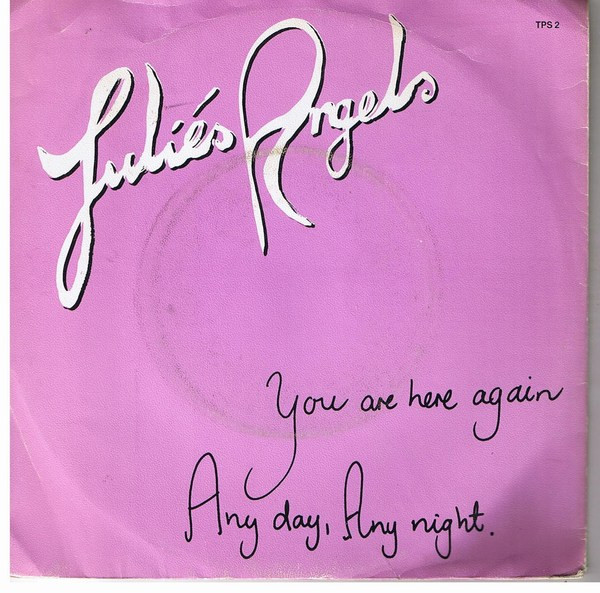 TPS 2
Julié's Angels
You are here again
Any day, Any night.